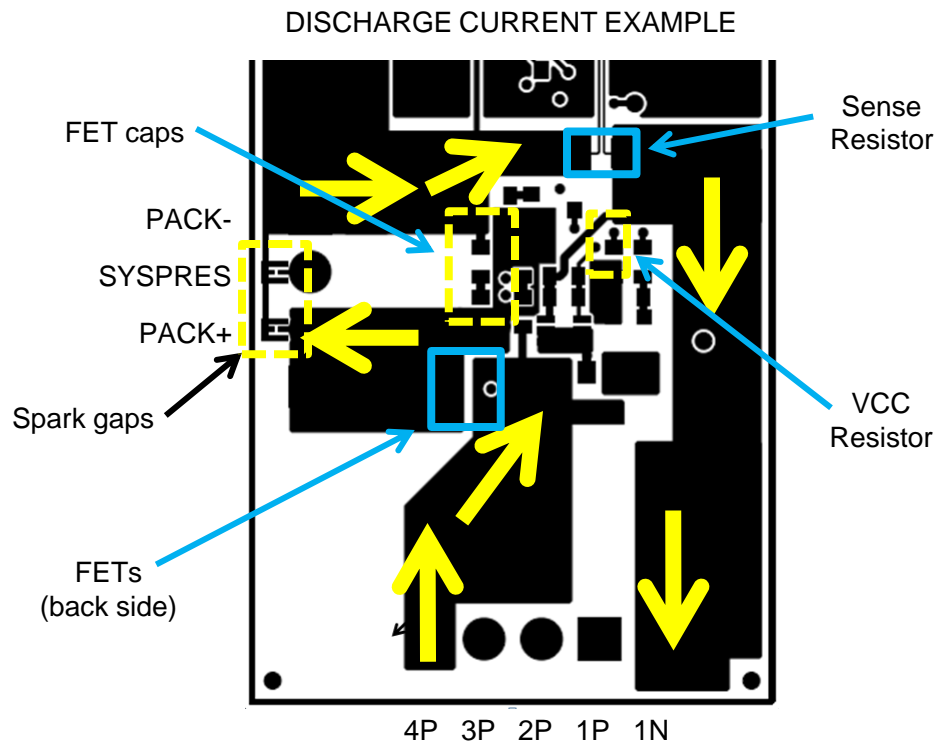 DISCHARGE CURRENT EXAMPLE
FET caps
Sense
Resistor
PACK-
SYSPRES
PACK+
Spark gaps
VCC
Resistor
FETs
(back side)
4P 3P 2P 1P 1N